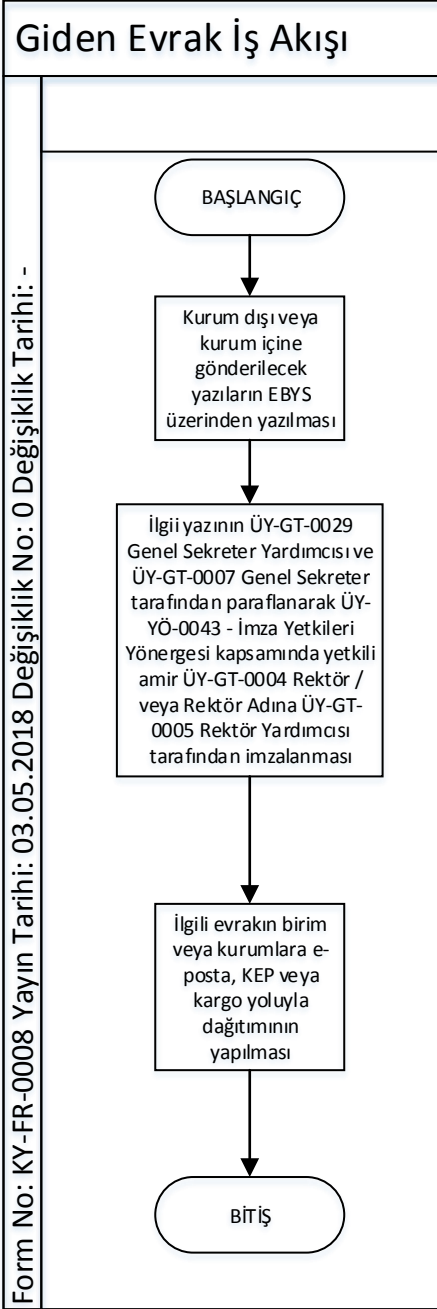 Giden Evrak İş Akışı
Form No: KY-FR-0008 Yayın Tarihi: 03.05.2018 Değişiklik No: 0 Değişiklik Tarihi: -
BAŞLANGIÇ
Kurum dışı veya
kurum içine
gönderilecek
yazıların EBYS
üzerinden yazılması
İlgii yazının ÜY-GT-0029
Genel Sekreter Yardımcısı ve
ÜY-GT-0007 Genel Sekreter
tarafından paraflanarak ÜY-
YÖ-0043 - İmza Yetkileri
Yönergesi kapsamında yetkili
amir ÜY-GT-0004 Rektör /
veya Rektör Adına ÜY-GT-
0005 Rektör Yardımcısı
tarafından imzalanması
İlgili evrakın birim
veya kurumlara e-
posta, KEP veya
kargo yoluyla
dağıtımının
yapılması
BİTİŞ